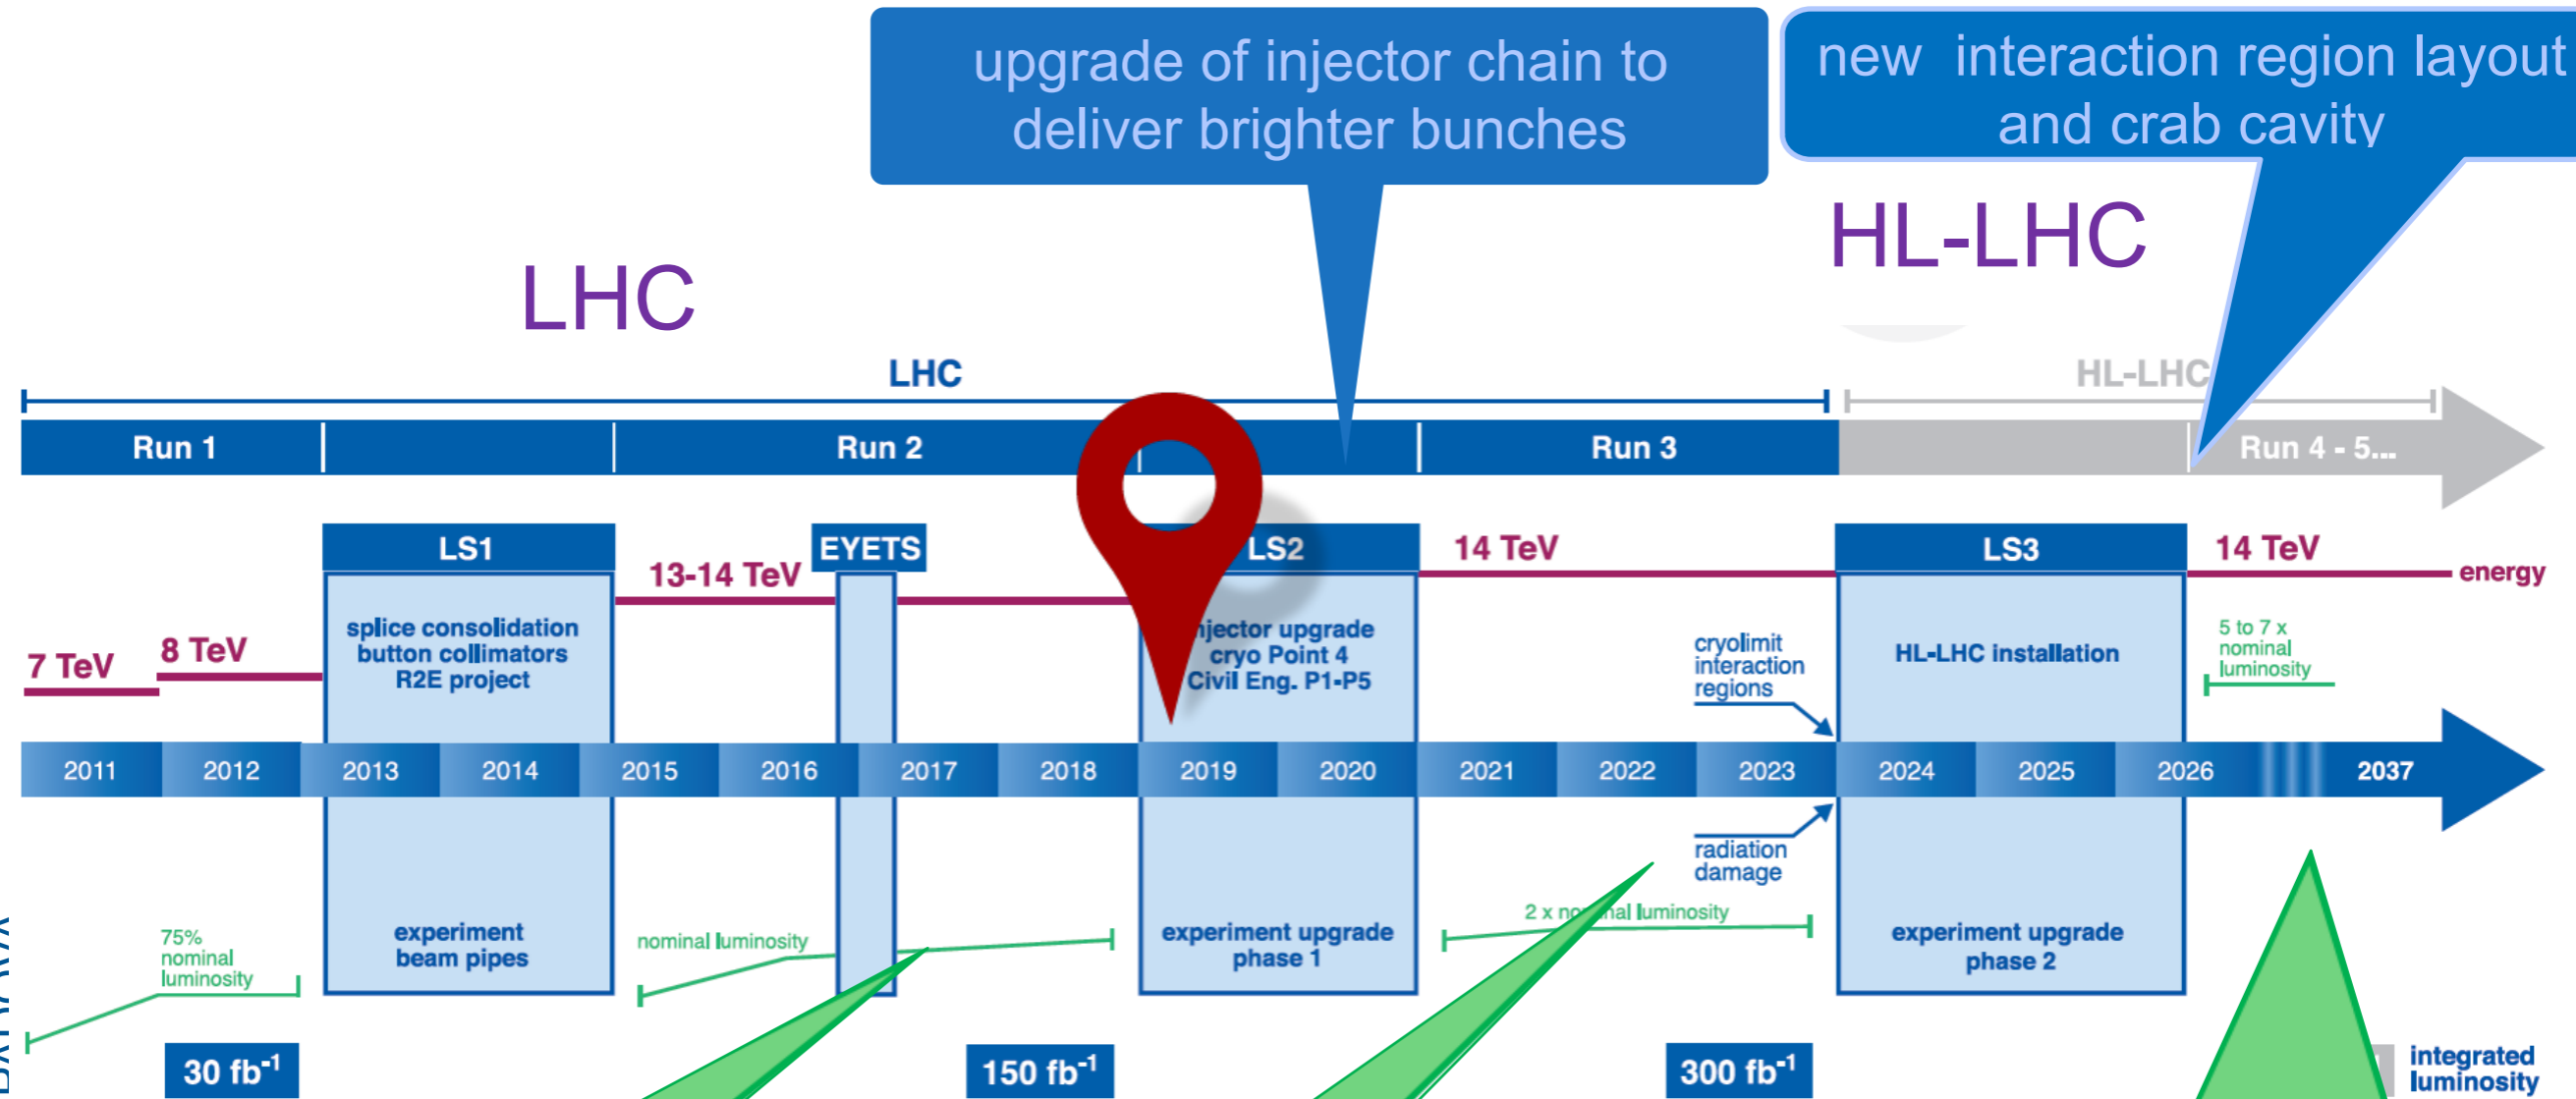 upgrade of injector chain to
deliver brighter bunches
new interaction region layout
and crab cavity
LHC
HL-LHC
LHC
HL-LHC
Run 1
Run 2
Run 3
Run 4 - 5...
LS1
EYETS
LS2
14 TeV
LS3
14 TeV
energy
13-14 TeV
splice consolidation
button collimators
R2E project
injector upgrade
cryo Point 4
Civil Eng. P1-P5
cryolimit
interaction
regions
HL-LHC installation
5 to 7 x
nominal
luminosity
7 TeV
8 TeV
2011
2012
2013
2014
2015
2016
2017
2018
2019
2020
2021
2022
2023
2024
2025
2026
2037
radiation
damage
75%
nominal
luminosity
experiment
beam pipes
nominal luminosity
experiment upgrade
phase 1
2 x nominal luminosity
experiment upgrade
phase 2
30 fb⁻¹
150 fb⁻¹
300 fb⁻¹
integrated
luminosity